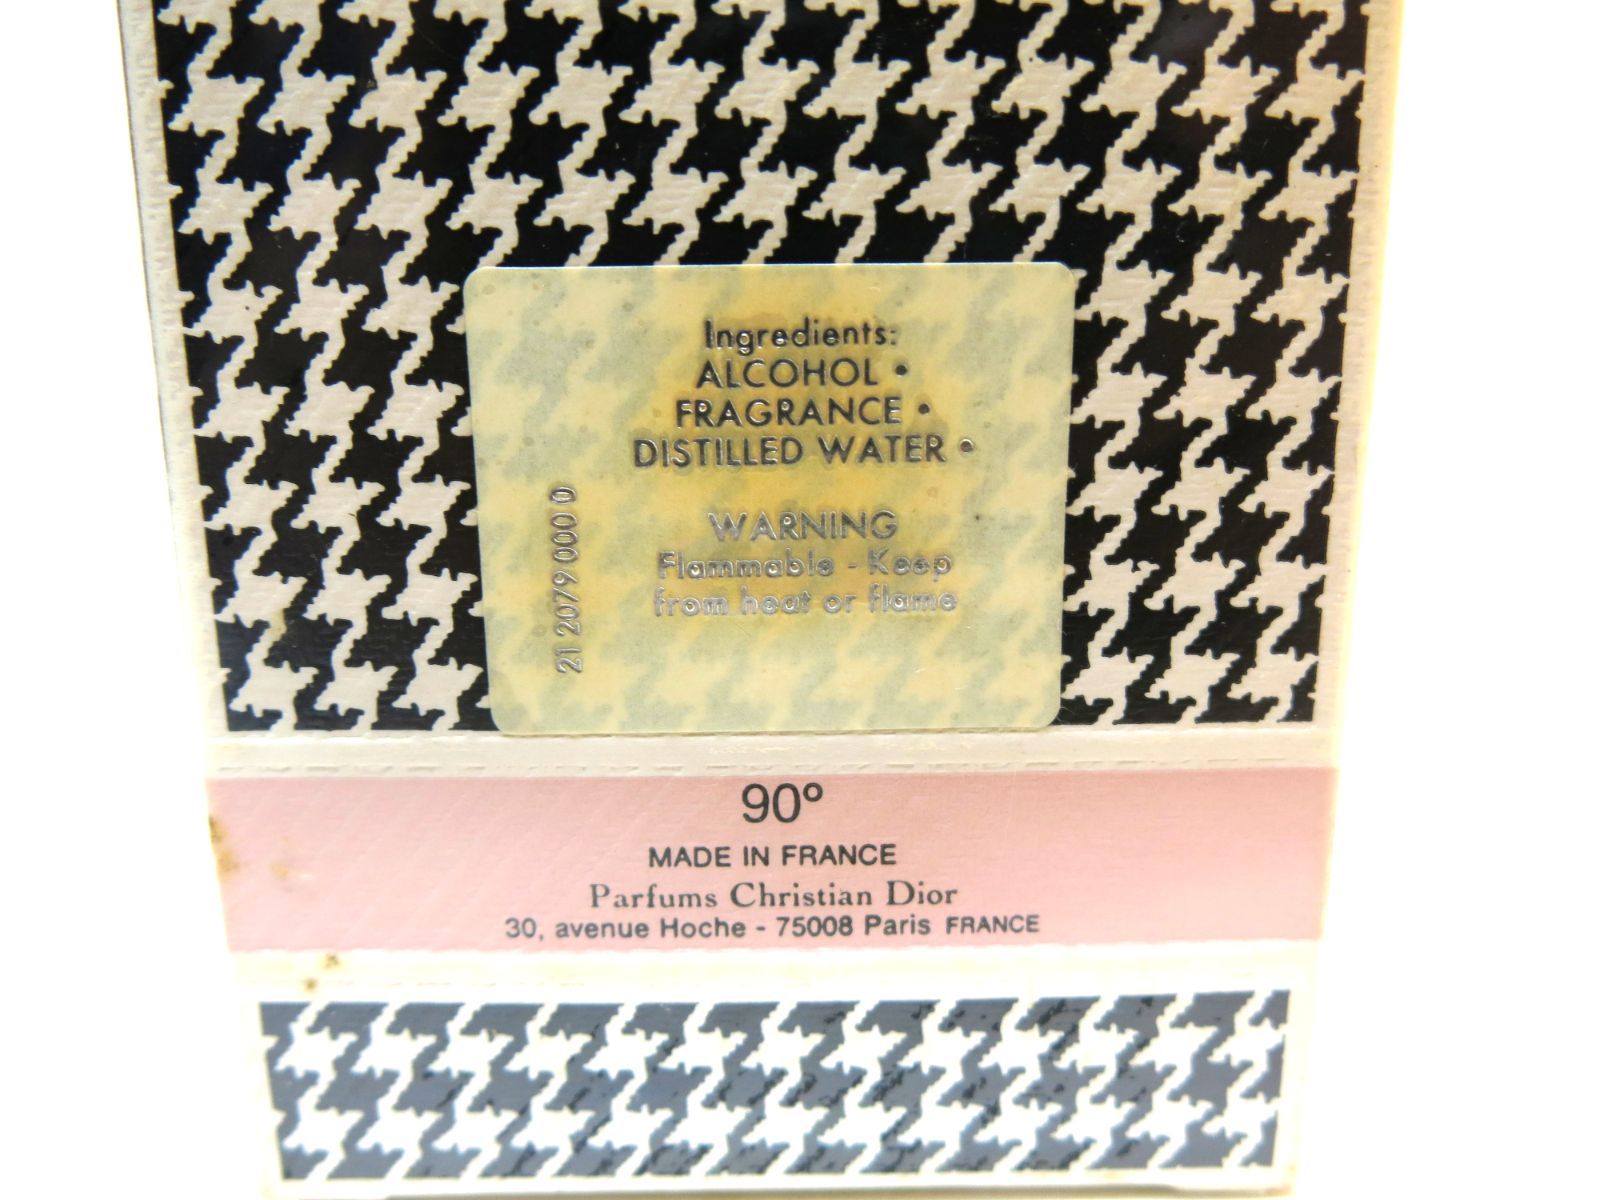 Ingredients:
ALCOHOL •
FRAGRANCE •
DISTILLED WATER •
WARNING
Flammable - Keep
from heat or flame
21 2079 000 0
90°
MADE IN FRANCE
Parfums Christian Dior
30, avenue Hoche - 75008 Paris FRANCE